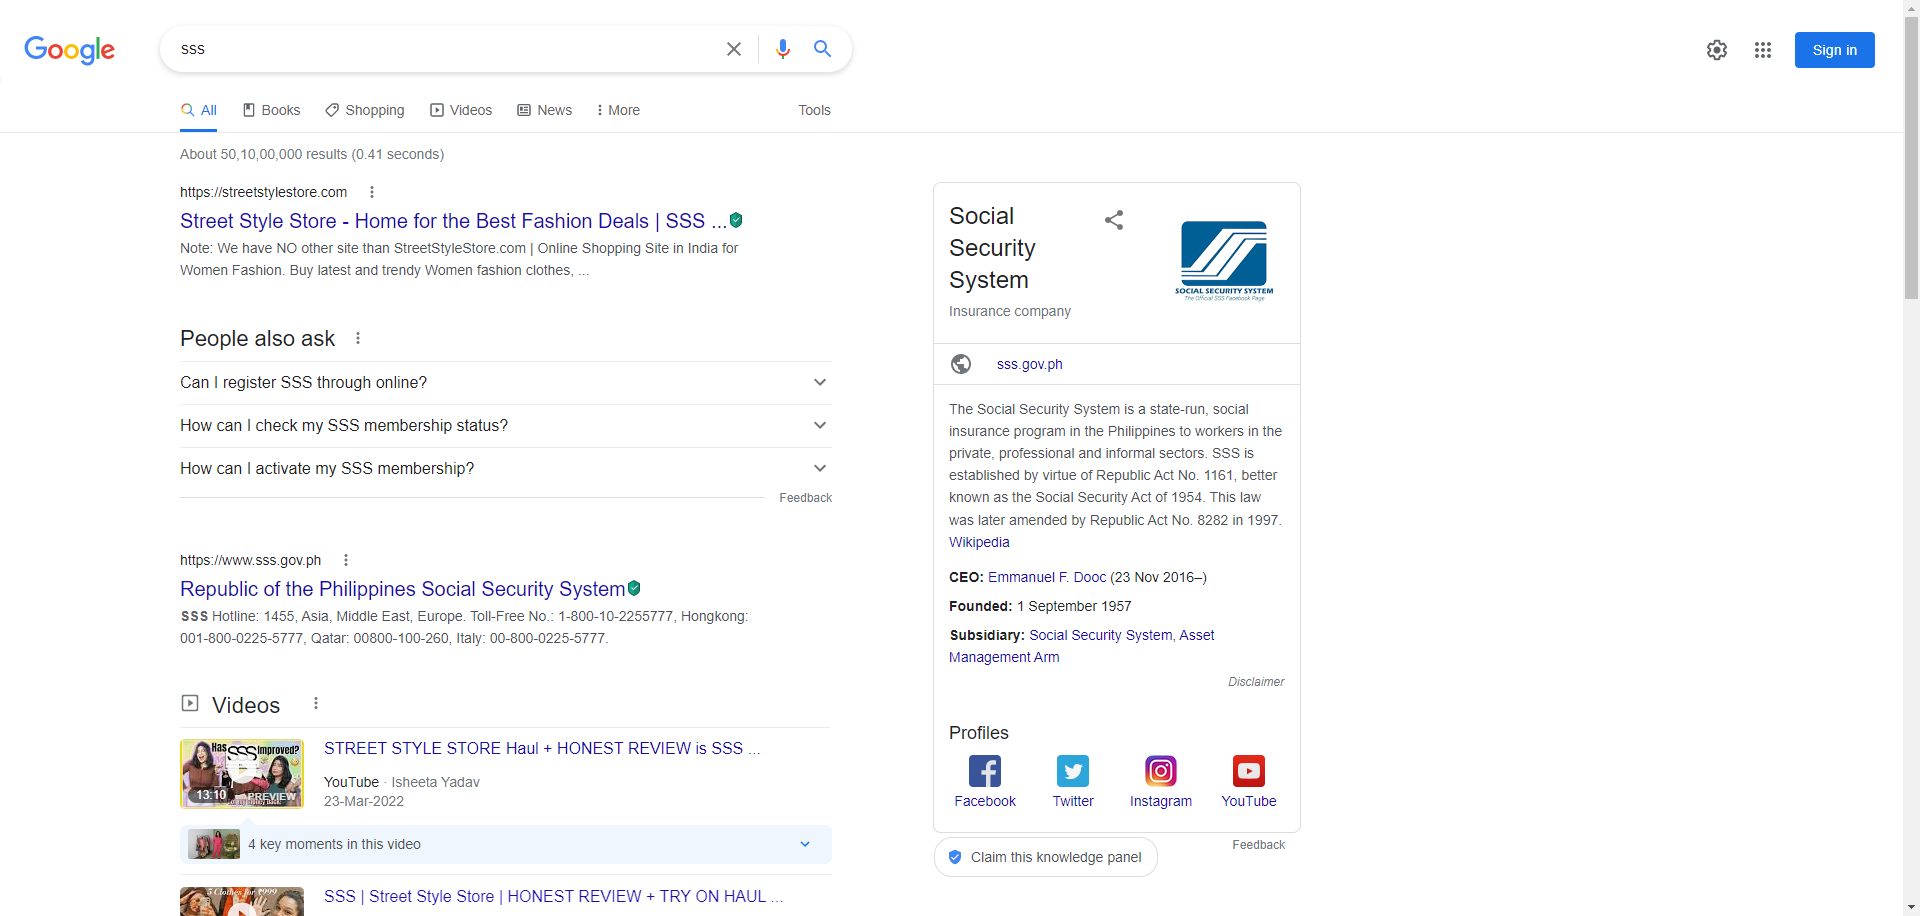 Google
sss
Sign in
All
Books
Shopping
Videos
News
More
Tools
About 50,10,00,000 results (0.41 seconds)
https://streetstylestore.com
Street Style Store - Home for the Best Fashion Deals | SSS ...
Note: We have NO other site than StreetStyleStore.com | Online Shopping Site in India for
Women Fashion. Buy latest and trendy Women fashion clothes, ...
People also ask
Can I register SSS through online?
How can I check my SSS membership status?
How can I activate my SSS membership?
Feedback
https://www.sss.gov.ph
Republic of the Philippines Social Security System
SSS Hotline: 1455, Asia, Middle East, Europe. Toll-Free No.: 1-800-10-2255777, Hongkong:
001-800-0225-5777, Qatar: 00800-100-260, Italy: 00-800-0225-5777.
Videos
Has SSS Improved?
13:10
PREVIEW
STREET STYLE STORE Haul + HONEST REVIEW is SSS ...
YouTube · Isheeta Yadav
23-Mar-2022
4 key moments in this video
5 Clothes for ₹999
SSS | Street Style Store | HONEST REVIEW + TRY ON HAUL ...
Social
Security
System
Insurance company
SOCIAL SECURITY SYSTEM
The Official SSS Facebook Page
sss.gov.ph
The Social Security System is a state-run, social
insurance program in the Philippines to workers in the
private, professional and informal sectors. SSS is
established by virtue of Republic Act No. 1161, better
known as the Social Security Act of 1954. This law
was later amended by Republic Act No. 8282 in 1997.
Wikipedia
CEO: Emmanuel F. Dooc (23 Nov 2016–)
Founded: 1 September 1957
Subsidiary: Social Security System, Asset
Management Arm
Disclaimer
Profiles
Facebook
Twitter
Instagram
YouTube
Feedback
Claim this knowledge panel